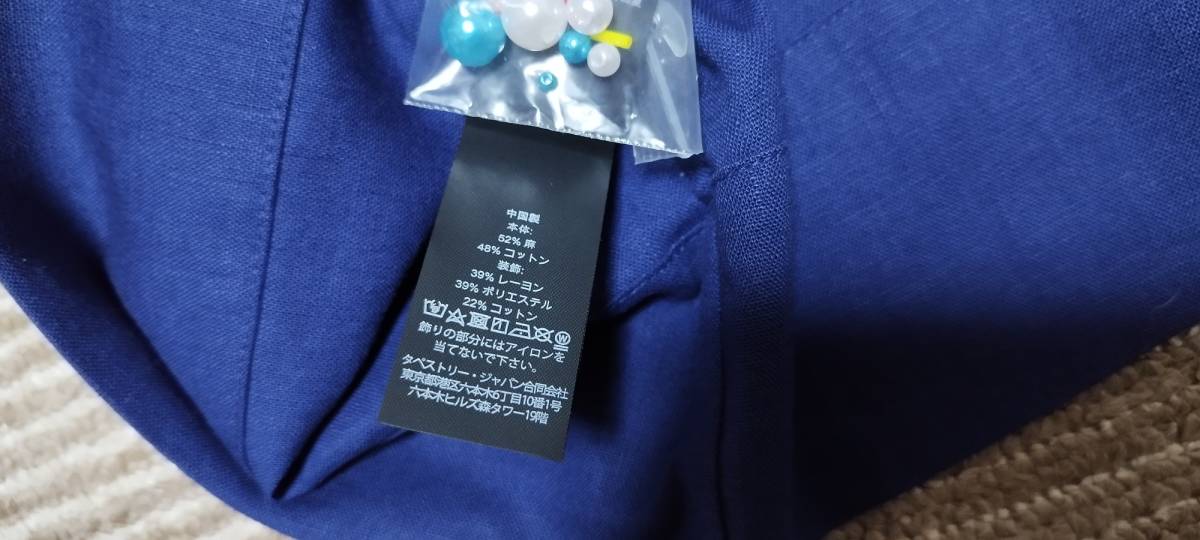 中国製
本体:
52% 麻
48% コットン
装飾:
39% レーヨン
39% ポリエステル
22% コットン
W
飾りの部分にはアイロンを
当てないで下さい。
タペストリー・ジャパン合同会社
東京都港区六本木6丁目10番1号
六本木ヒルズ森タワー19階